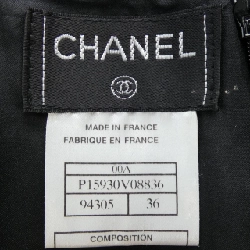 CHANEL
MADE IN FRANCE
FABRIQUE EN FRANCE
00A
P15930V08836
94305 36
COMPOSITION